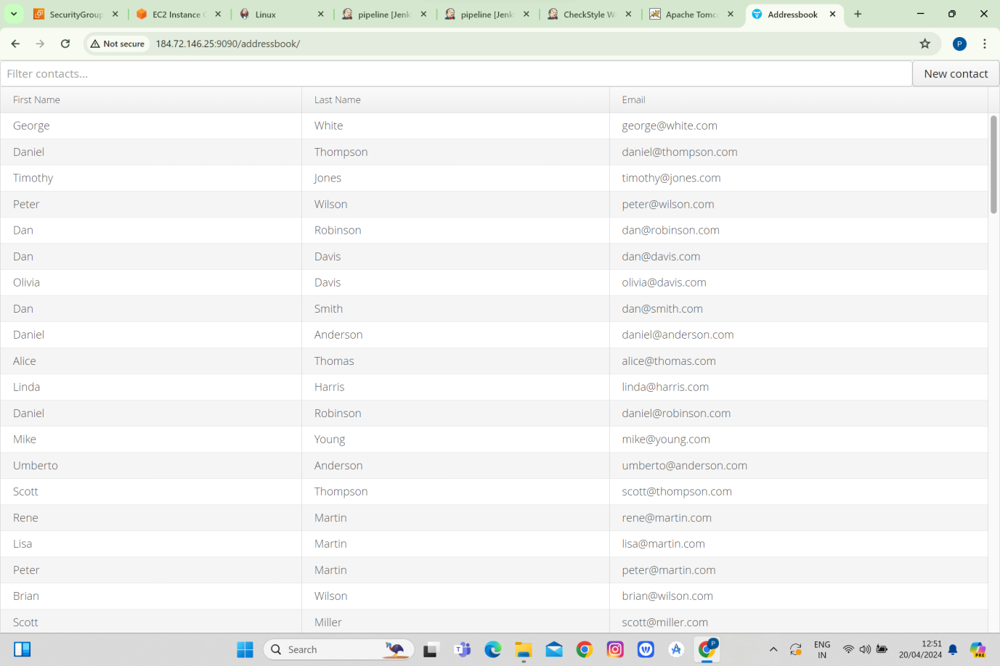 SecurityGroup
EC2 Instance C
Linux
pipeline [Jenk
pipeline [Jenk
CheckStyle Wa
Apache Tomc
Addressbook
Not secure
184.72.146.25:9090/addressbook/
P
Filter contacts...
New contact
First Name Last Name Email
George White george@white.com
Daniel Thompson daniel@thompson.com
Timothy Jones timothy@jones.com
Peter Wilson peter@wilson.com
Dan Robinson dan@robinson.com
Dan Davis dan@davis.com
Olivia Davis olivia@davis.com
Dan Smith dan@smith.com
Daniel Anderson daniel@anderson.com
Alice Thomas alice@thomas.com
Linda Harris linda@harris.com
Daniel Robinson daniel@robinson.com
Mike Young mike@young.com
Umberto Anderson umberto@anderson.com
Scott Thompson scott@thompson.com
Rene Martin rene@martin.com
Lisa Martin lisa@martin.com
Peter Martin peter@martin.com
Brian Wilson brian@wilson.com
Scott Miller scott@miller.com
Search
P
ENG
IN
12:51
20/04/2024
PRE